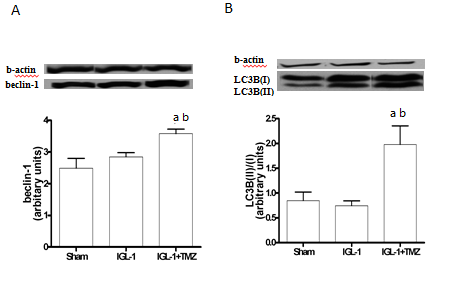 A
b-actin
beclin-1
a b
4
3
2
1
0
beclin-1
(arbitary units)
Sham
IGL-1
IGL-1+TMZ
B
b-actin
LC3B(I)
LC3B(II)
a b
2.5
2.0
1.5
1.0
0.5
0.0
LC3B(II)/(I)
(arbitrary units)
Sham
IGL-1
IGL-1+TMZ